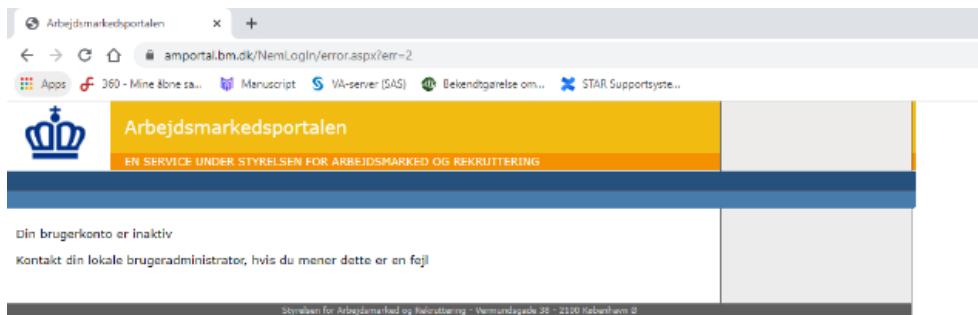 Arbejdsmarkedsportalen
amportal.bm.dk/NemLogIn/error.aspx?err=2
Apps 360 - Mine åbne sa... Manuscript VA-server (SAS) Bekendtgørelse om... STAR Supportsyste...
Arbejdsmarkedsportalen
EN SERVICE UNDER STYRELSEN FOR ARBEJDSMARKED OG REKRUTTERING
Din brugerkonto er inaktiv
Kontakt din lokale brugeradministrator, hvis du mener dette er en fejl
Styrelsen for Arbejdsmarked og Rekruttering - Vermundsgade 38 - 2100 København Ø